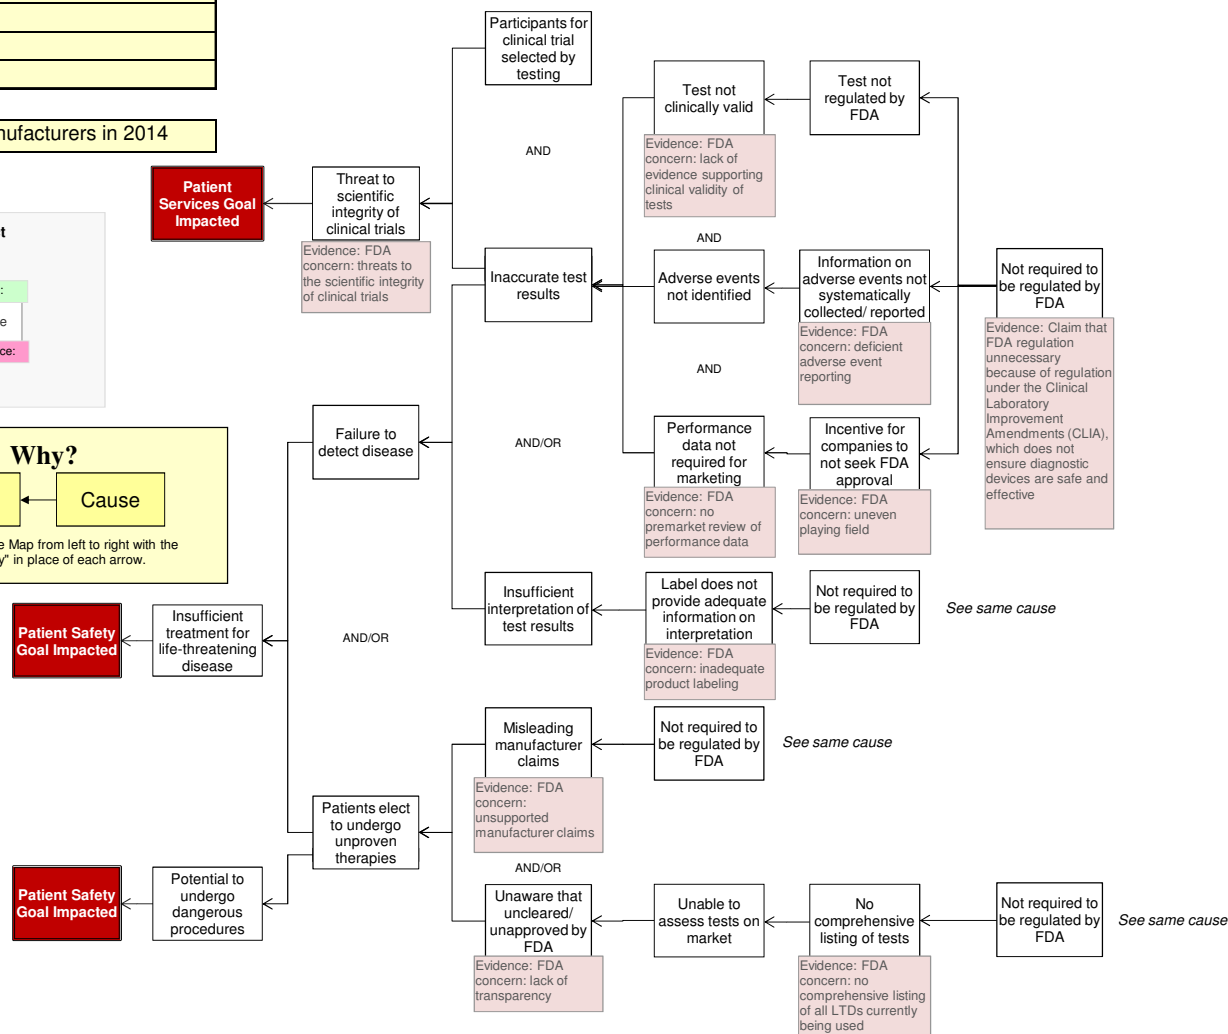 nufacturers in 2014
t
:
e
ce:
Why?
Cause
e Map from left to right with the
y" in place of each arrow.
Participants for
clinical trial
selected by
testing
AND
Patient
Services Goal
Impacted
Threat to
scientific
integrity of
clinical trials
Evidence: FDA
concern: threats to
the scientific integrity
of clinical trials
Inaccurate test
results
Test not
clinically valid
Evidence: FDA
concern: lack of
evidence supporting
clinical validity of
tests
Test not
regulated by
FDA
AND
Adverse events
not identified
Information on
adverse events not
systematically
collected/ reported
Evidence: FDA
concern: deficient
adverse event
reporting
Not required to
be regulated by
FDA
Evidence: Claim that
FDA regulation
unnecessary
because of regulation
under the Clinical
Laboratory
Improvement
Amendments (CLIA),
which does not
ensure diagnostic
devices are safe and
effective
AND
Performance
data not
required for
marketing
Evidence: FDA
concern: no
premarket review of
performance data
Incentive for
companies to
not seek FDA
approval
Evidence: FDA
concern: uneven
playing field
Failure to
detect disease
AND/OR
Insufficient
interpretation of
test results
Label does not
provide adequate
information on
interpretation
Evidence: FDA
concern: inadequate
product labeling
Not required to
be regulated by
FDA
See same cause
Patient Safety
Goal Impacted
Insufficient
treatment for
life-threatening
disease
AND/OR
Misleading
manufacturer
claims
Evidence: FDA
concern:
unsupported
manufacturer claims
Not required to
be regulated by
FDA
See same cause
Patients elect
to undergo
unproven
therapies
AND/OR
Patient Safety
Goal Impacted
Potential to
undergo
dangerous
procedures
Unaware that
uncleared/
unapproved by
FDA
Evidence: FDA
concern: lack of
transparency
Unable to
assess tests on
market
No
comprehensive
listing of tests
Evidence: FDA
concern: no
comprehensive listing
of all LTDs currently
being used
Not required to
be regulated by
FDA
See same cause